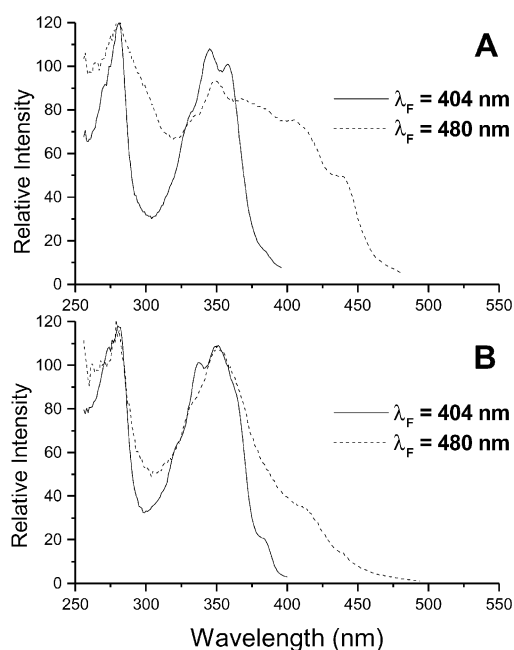 A
λF = 404 nm
λF = 480 nm
Relative Intensity
120
100
80
60
40
20
0
250 300 350 400 450 500 550
B
λF = 404 nm
λF = 480 nm
Relative Intensity
120
100
80
60
40
20
0
250 300 350 400 450 500 550
Wavelength (nm)